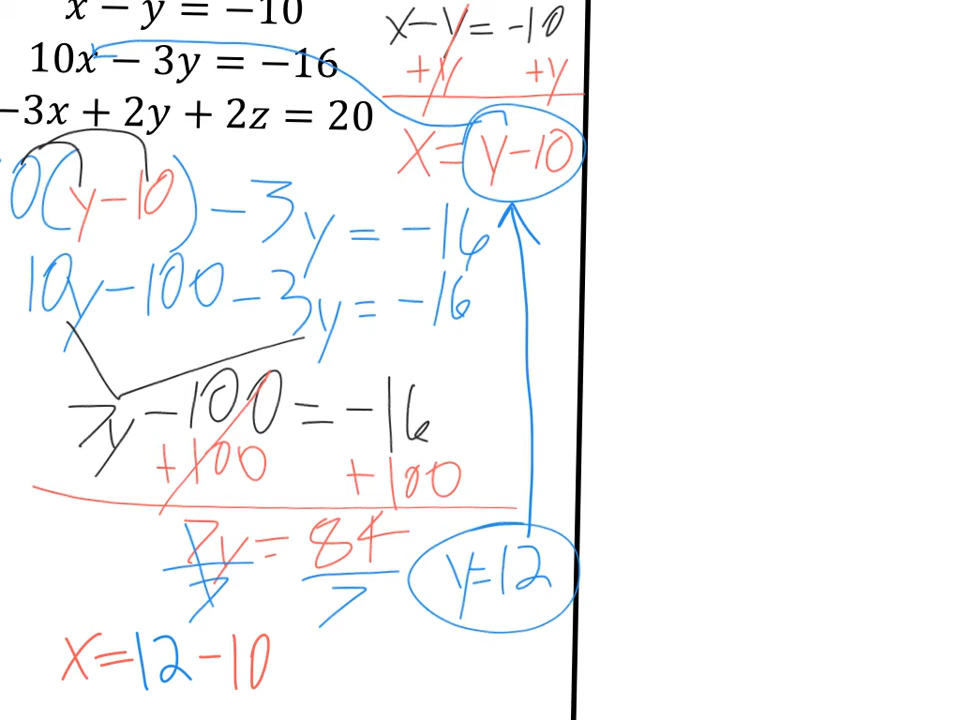 x − y = −10
10x − 3y = −16
−3x + 2y + 2z = 20
x−y = −10
+y +y
x = y−10
10(y−10) − 3y = −16
10y − 100 − 3y = −16
7y − 100 = −16
+100 +100
7y = 84
7 7
y = 12
x = 12 − 10